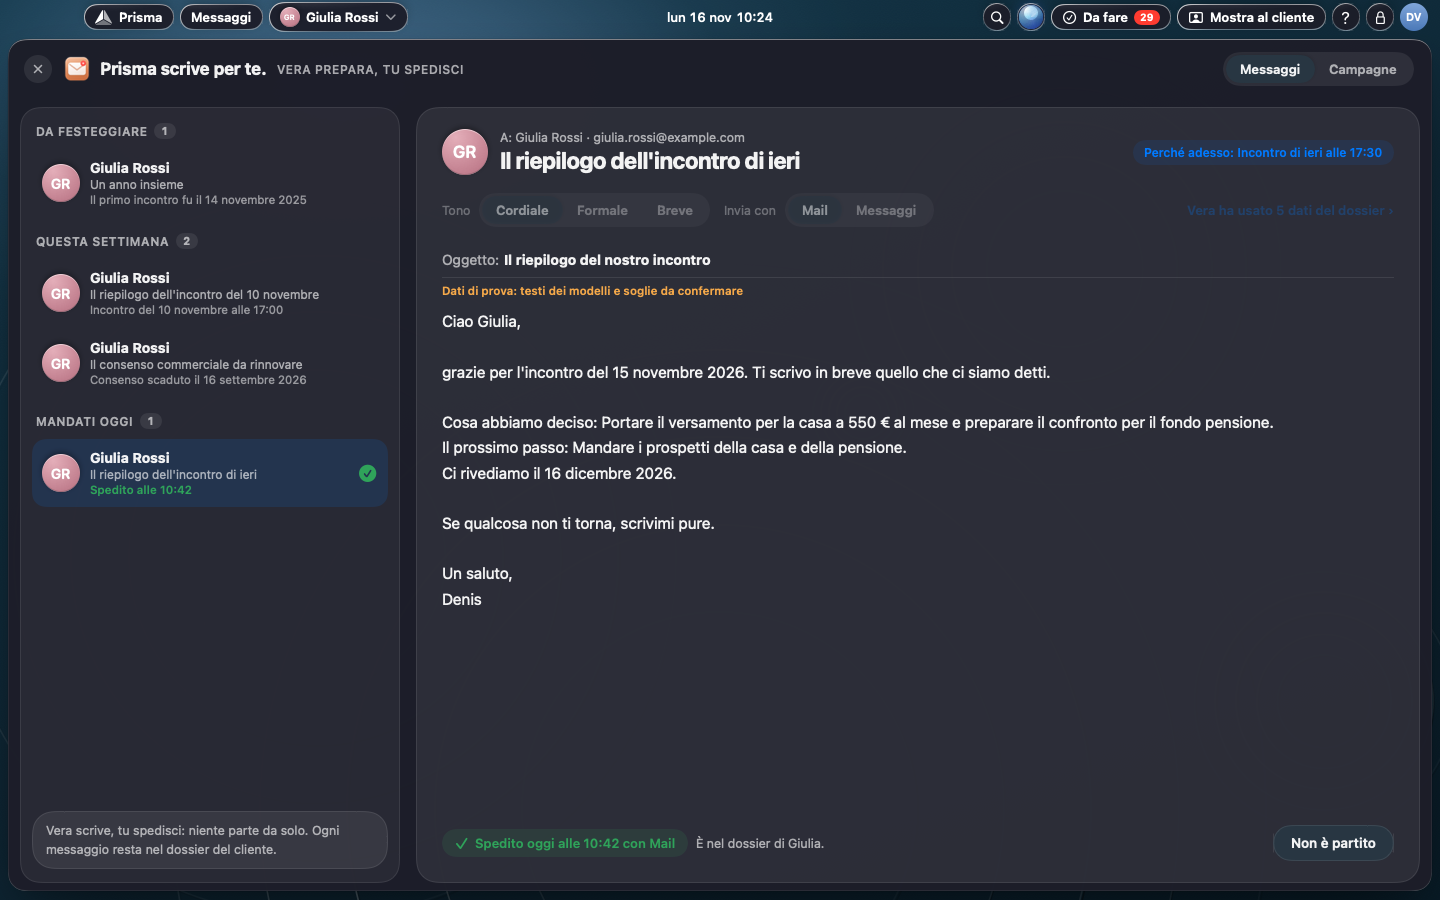 Prisma
Messaggi
GR Giulia Rossi
lun 16 nov 10:24
Da fare 29
Mostra al cliente
?
DV
Prisma scrive per te. VERA PREPARA, TU SPEDISCI
Messaggi
Campagne
DA FESTEGGIARE 1
GR
Giulia Rossi
Un anno insieme
Il primo incontro fu il 14 novembre 2025
QUESTA SETTIMANA 2
GR
Giulia Rossi
Il riepilogo dell'incontro del 10 novembre
Incontro del 10 novembre alle 17:00
GR
Giulia Rossi
Il consenso commerciale da rinnovare
Consenso scaduto il 16 settembre 2026
MANDATI OGGI 1
GR
Giulia Rossi
Il riepilogo dell'incontro di ieri
Spedito alle 10:42
Vera scrive, tu spedisci: niente parte da solo. Ogni
messaggio resta nel dossier del cliente.
GR
A: Giulia Rossi · giulia.rossi@example.com
Il riepilogo dell'incontro di ieri
Perché adesso: Incontro di ieri alle 17:30
Tono Cordiale Formale Breve Invia con Mail Messaggi
Vera ha usato 5 dati del dossier ›
Oggetto: Il riepilogo del nostro incontro
Dati di prova: testi dei modelli e soglie da confermare
Ciao Giulia,
grazie per l'incontro del 15 novembre 2026. Ti scrivo in breve quello che ci siamo detti.
Cosa abbiamo deciso: Portare il versamento per la casa a 550 € al mese e preparare il confronto per il fondo pensione.
Il prossimo passo: Mandare i prospetti della casa e della pensione.
Ci rivediamo il 16 dicembre 2026.
Se qualcosa non ti torna, scrivimi pure.
Un saluto,
Denis
Spedito oggi alle 10:42 con Mail
È nel dossier di Giulia.
Non è partito